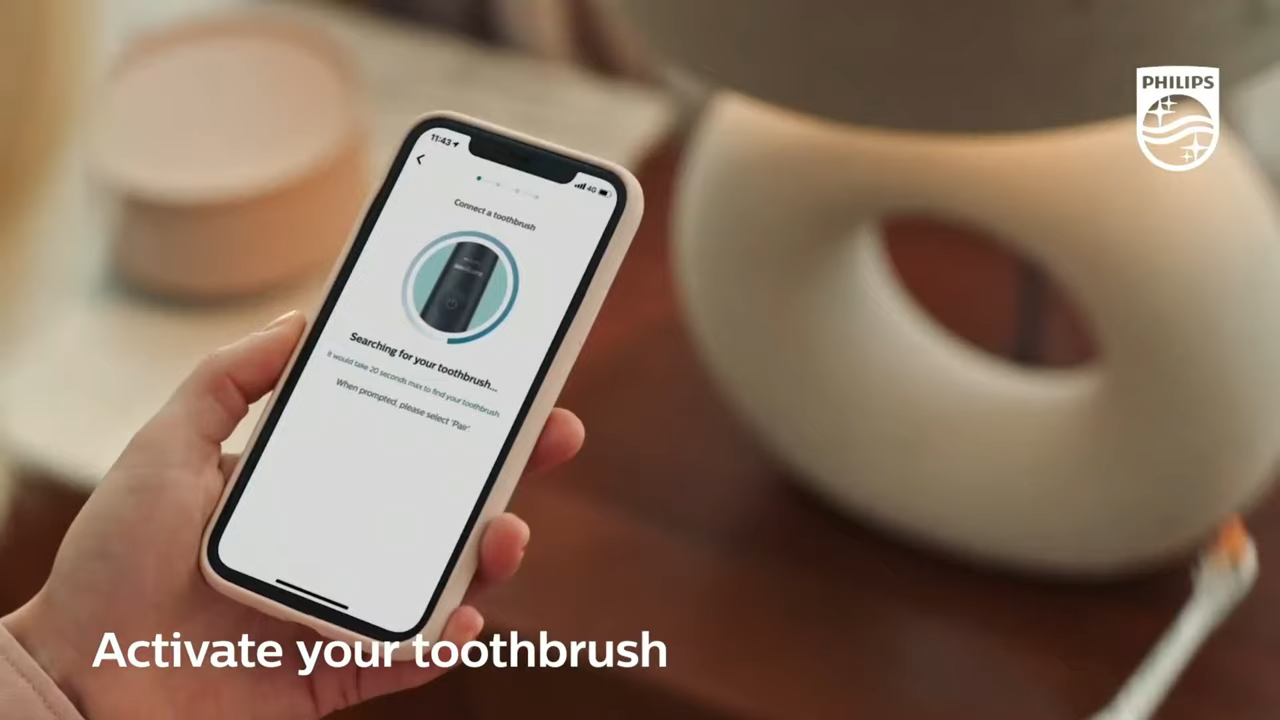 PHILIPS
11:43
4G
Connect a toothbrush
Searching for your toothbrush...
It would take 20 seconds max to find your toothbrush.
When prompted, please select 'Pair'.
Activate your toothbrush